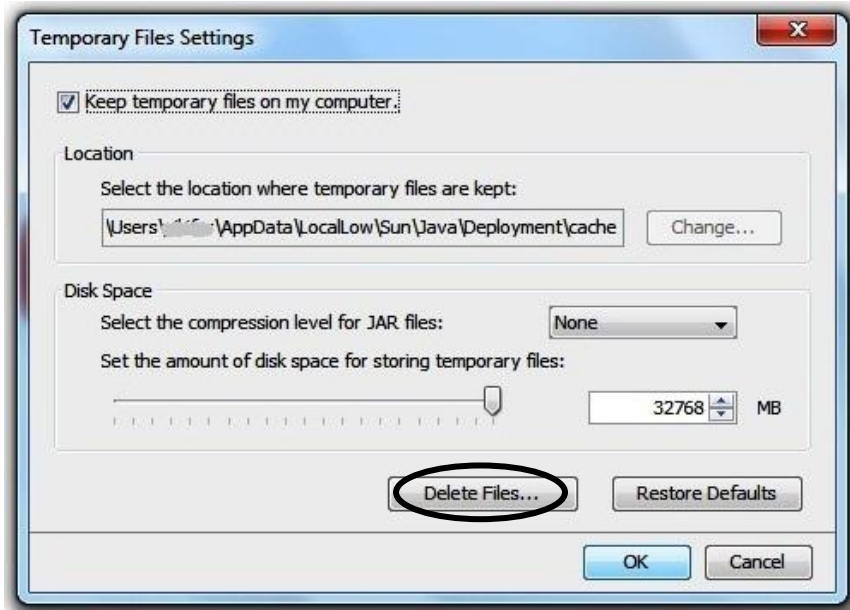 Temporary Files Settings
Keep temporary files on my computer.
Location
Select the location where temporary files are kept:
\Users\ \AppData\LocalLow\Sun\Java\Deployment\cache
Change...
Disk Space
Select the compression level for JAR files: None
Set the amount of disk space for storing temporary files:
32768 MB
Delete Files... Restore Defaults
OK Cancel